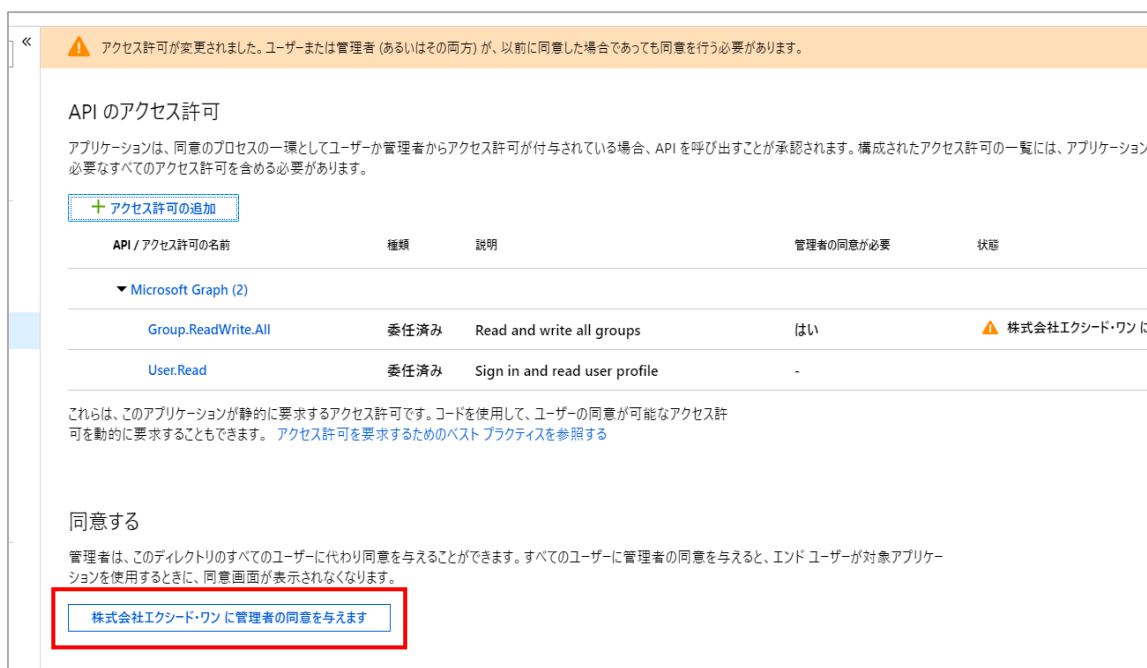 «
アクセス許可が変更されました。ユーザーまたは管理者 (あるいはその両方) が、以前に同意した場合であっても同意を行う必要があります。
API のアクセス許可
アプリケーションは、同意のプロセスの一環としてユーザーか管理者からアクセス許可が付与されている場合、API を呼び出すことが承認されます。構成されたアクセス許可の一覧には、アプリケーション
必要なすべてのアクセス許可を含める必要があります。
+ アクセス許可の追加
API / アクセス許可の名前 種類 説明 管理者の同意が必要 状態
Microsoft Graph (2)
Group.ReadWrite.All 委任済み Read and write all groups はい 株式会社エクシード・ワン に
User.Read 委任済み Sign in and read user profile -
これらは、このアプリケーションが静的に要求するアクセス許可です。コードを使用して、ユーザーの同意が可能なアクセス許
可を動的に要求することもできます。 アクセス許可を要求するためのベスト プラクティスを参照する
同意する
管理者は、このディレクトリのすべてのユーザーに代わり同意を与えることができます。すべてのユーザーに管理者の同意を与えると、エンド ユーザーが対象アプリケー
ションを使用するときに、同意画面が表示されなくなります。
株式会社エクシード・ワン に管理者の同意を与えます